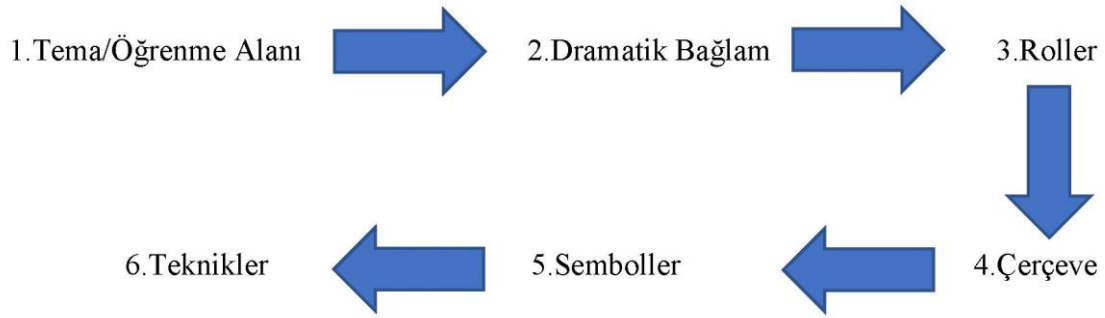 1.Tema/Öğrenme Alanı
2.Dramatik Bağlam
3.Roller
4.Çerçeve
5.Semboller
6.Teknikler